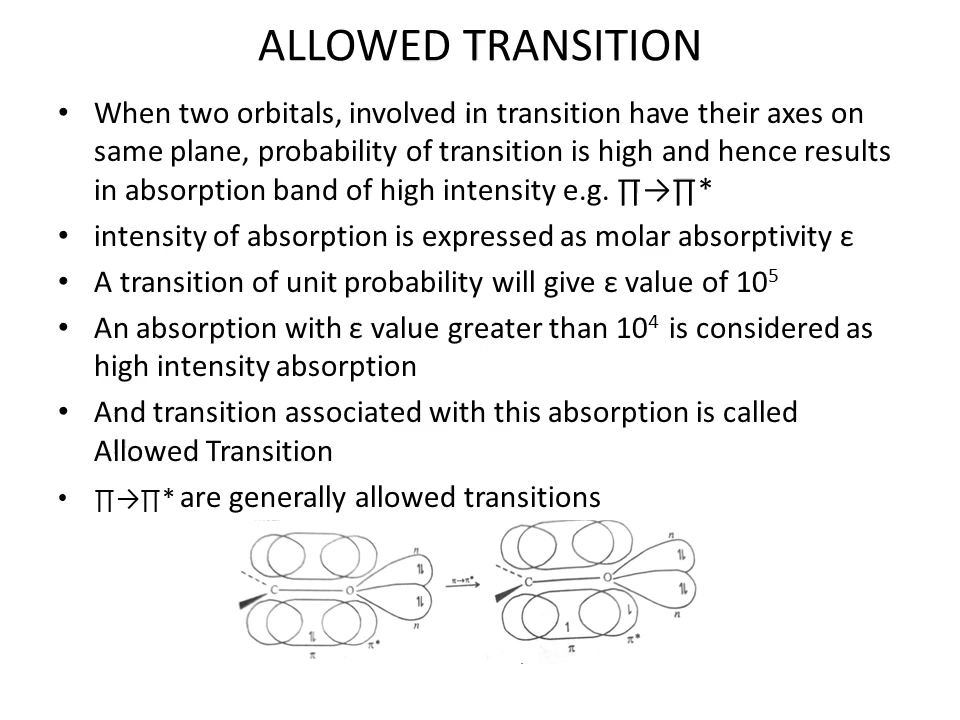 ALLOWED TRANSITION
• When two orbitals, involved in transition have their axes on
same plane, probability of transition is high and hence results
in absorption band of high intensity e.g. ∏→∏*
• intensity of absorption is expressed as molar absorptivity ε
• A transition of unit probability will give ε value of 10⁵
• An absorption with ε value greater than 10⁴ is considered as
high intensity absorption
• And transition associated with this absorption is called
Allowed Transition
• ∏→∏* are generally allowed transitions
n
C
O
n
π
π*
π→π*
n
C
O
n
π
π*